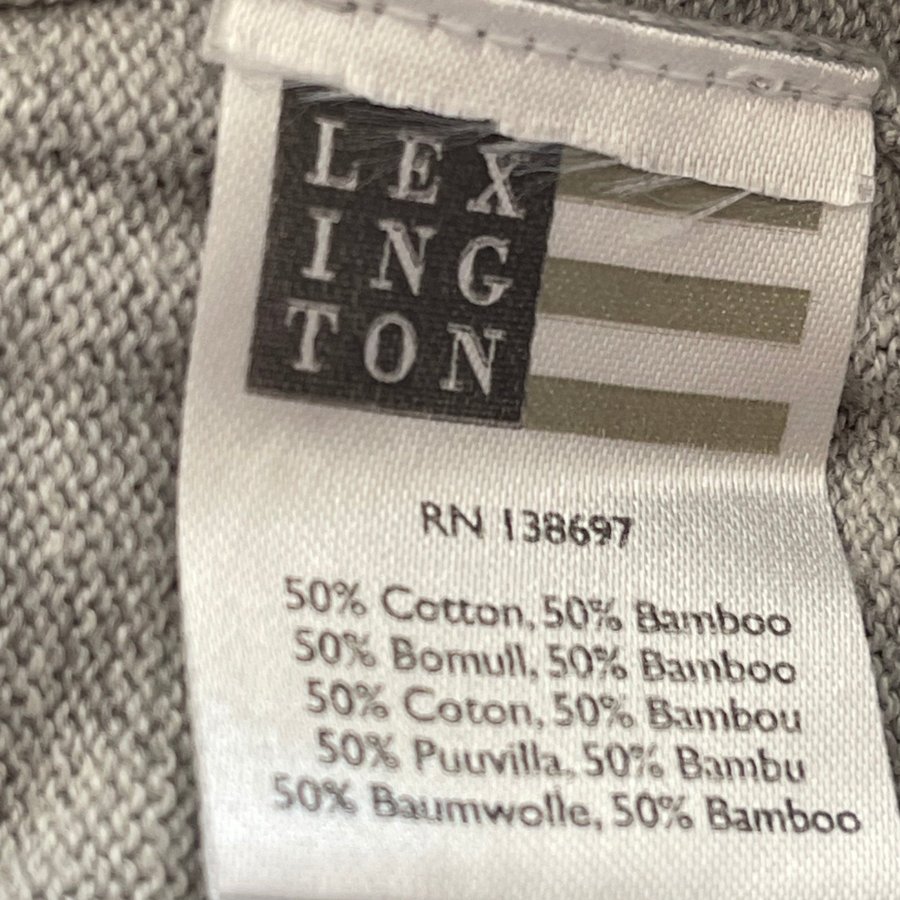 LEX
ING
TON
RN 138697
50% Cotton, 50% Bamboo
50% Bomull, 50% Bamboo
50% Coton, 50% Bambou
50% Puuvilla, 50% Bambu
50% Baumwolle, 50% Bamboo